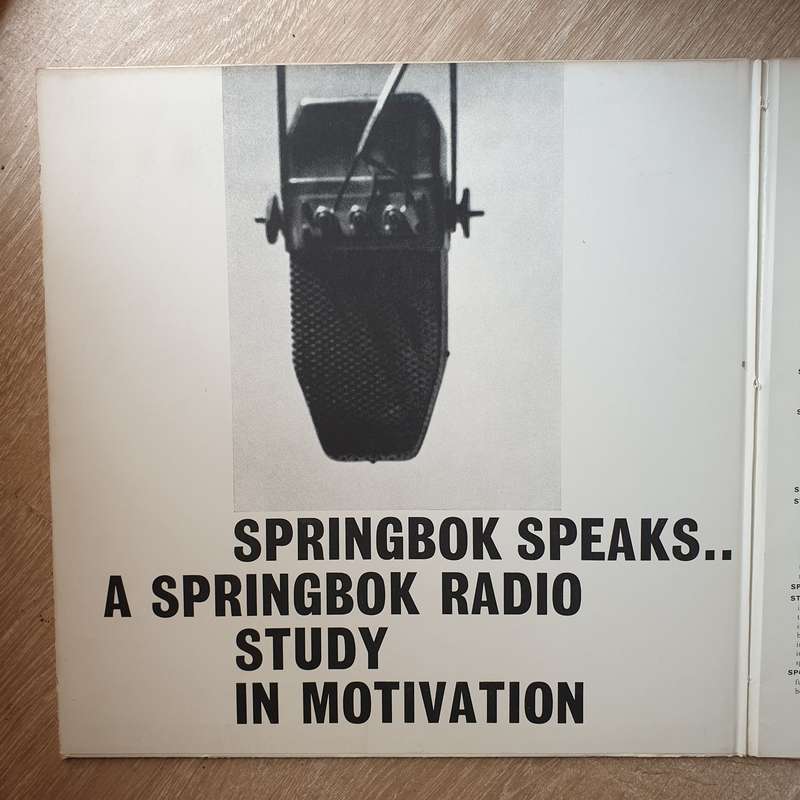 SPRINGBOK SPEAKS..
A SPRINGBOK RADIO
STUDY
IN MOTIVATION